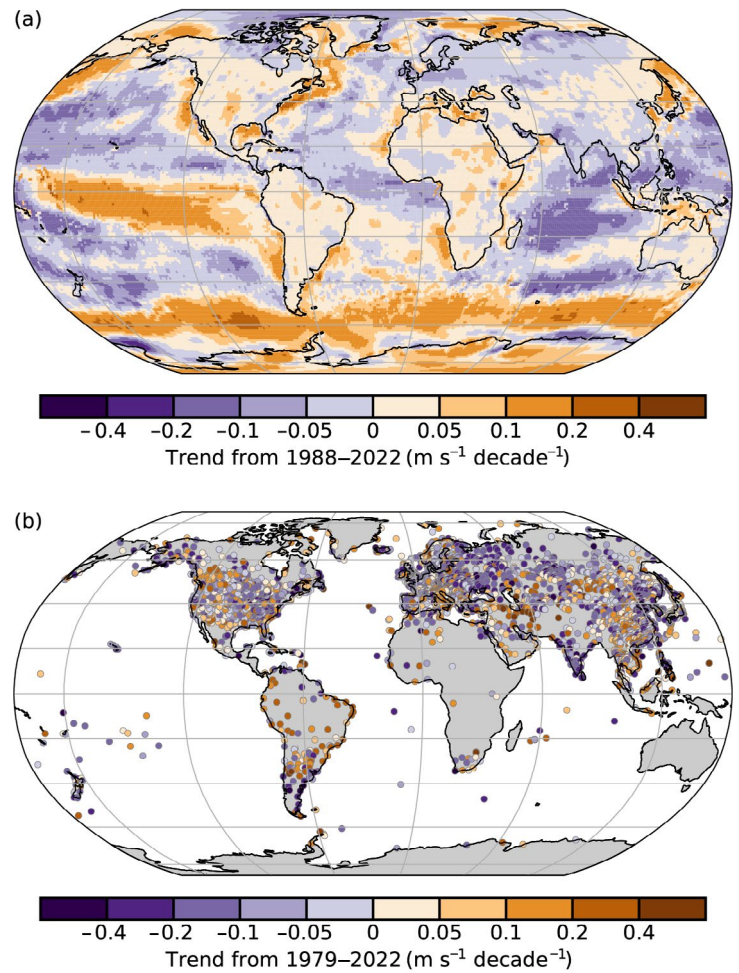 (a)
–0.4 –0.2 –0.1 –0.05 0 0.05 0.1 0.2 0.4
Trend from 1988–2022 (m s⁻¹ decade⁻¹)
(b)
–0.4 –0.2 –0.1 –0.05 0 0.05 0.1 0.2 0.4
Trend from 1979–2022 (m s⁻¹ decade⁻¹)